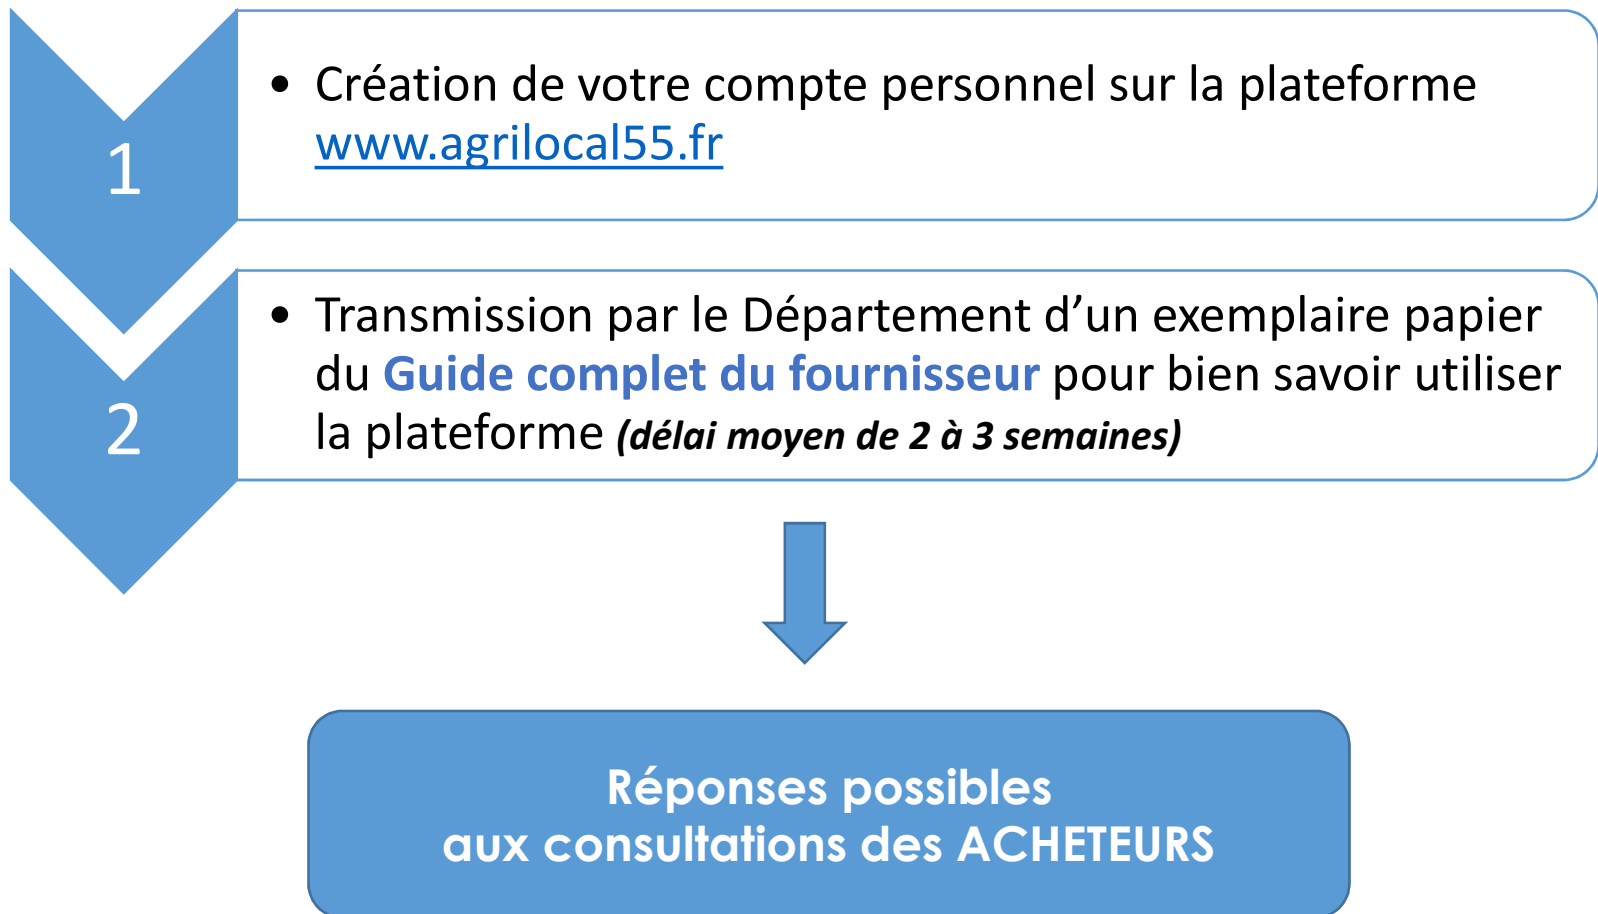 1
• Création de votre compte personnel sur la plateforme
www.agrilocal55.fr
2
• Transmission par le Département d’un exemplaire papier
du Guide complet du fournisseur pour bien savoir utiliser
la plateforme (délai moyen de 2 à 3 semaines)
Réponses possibles
aux consultations des ACHETEURS